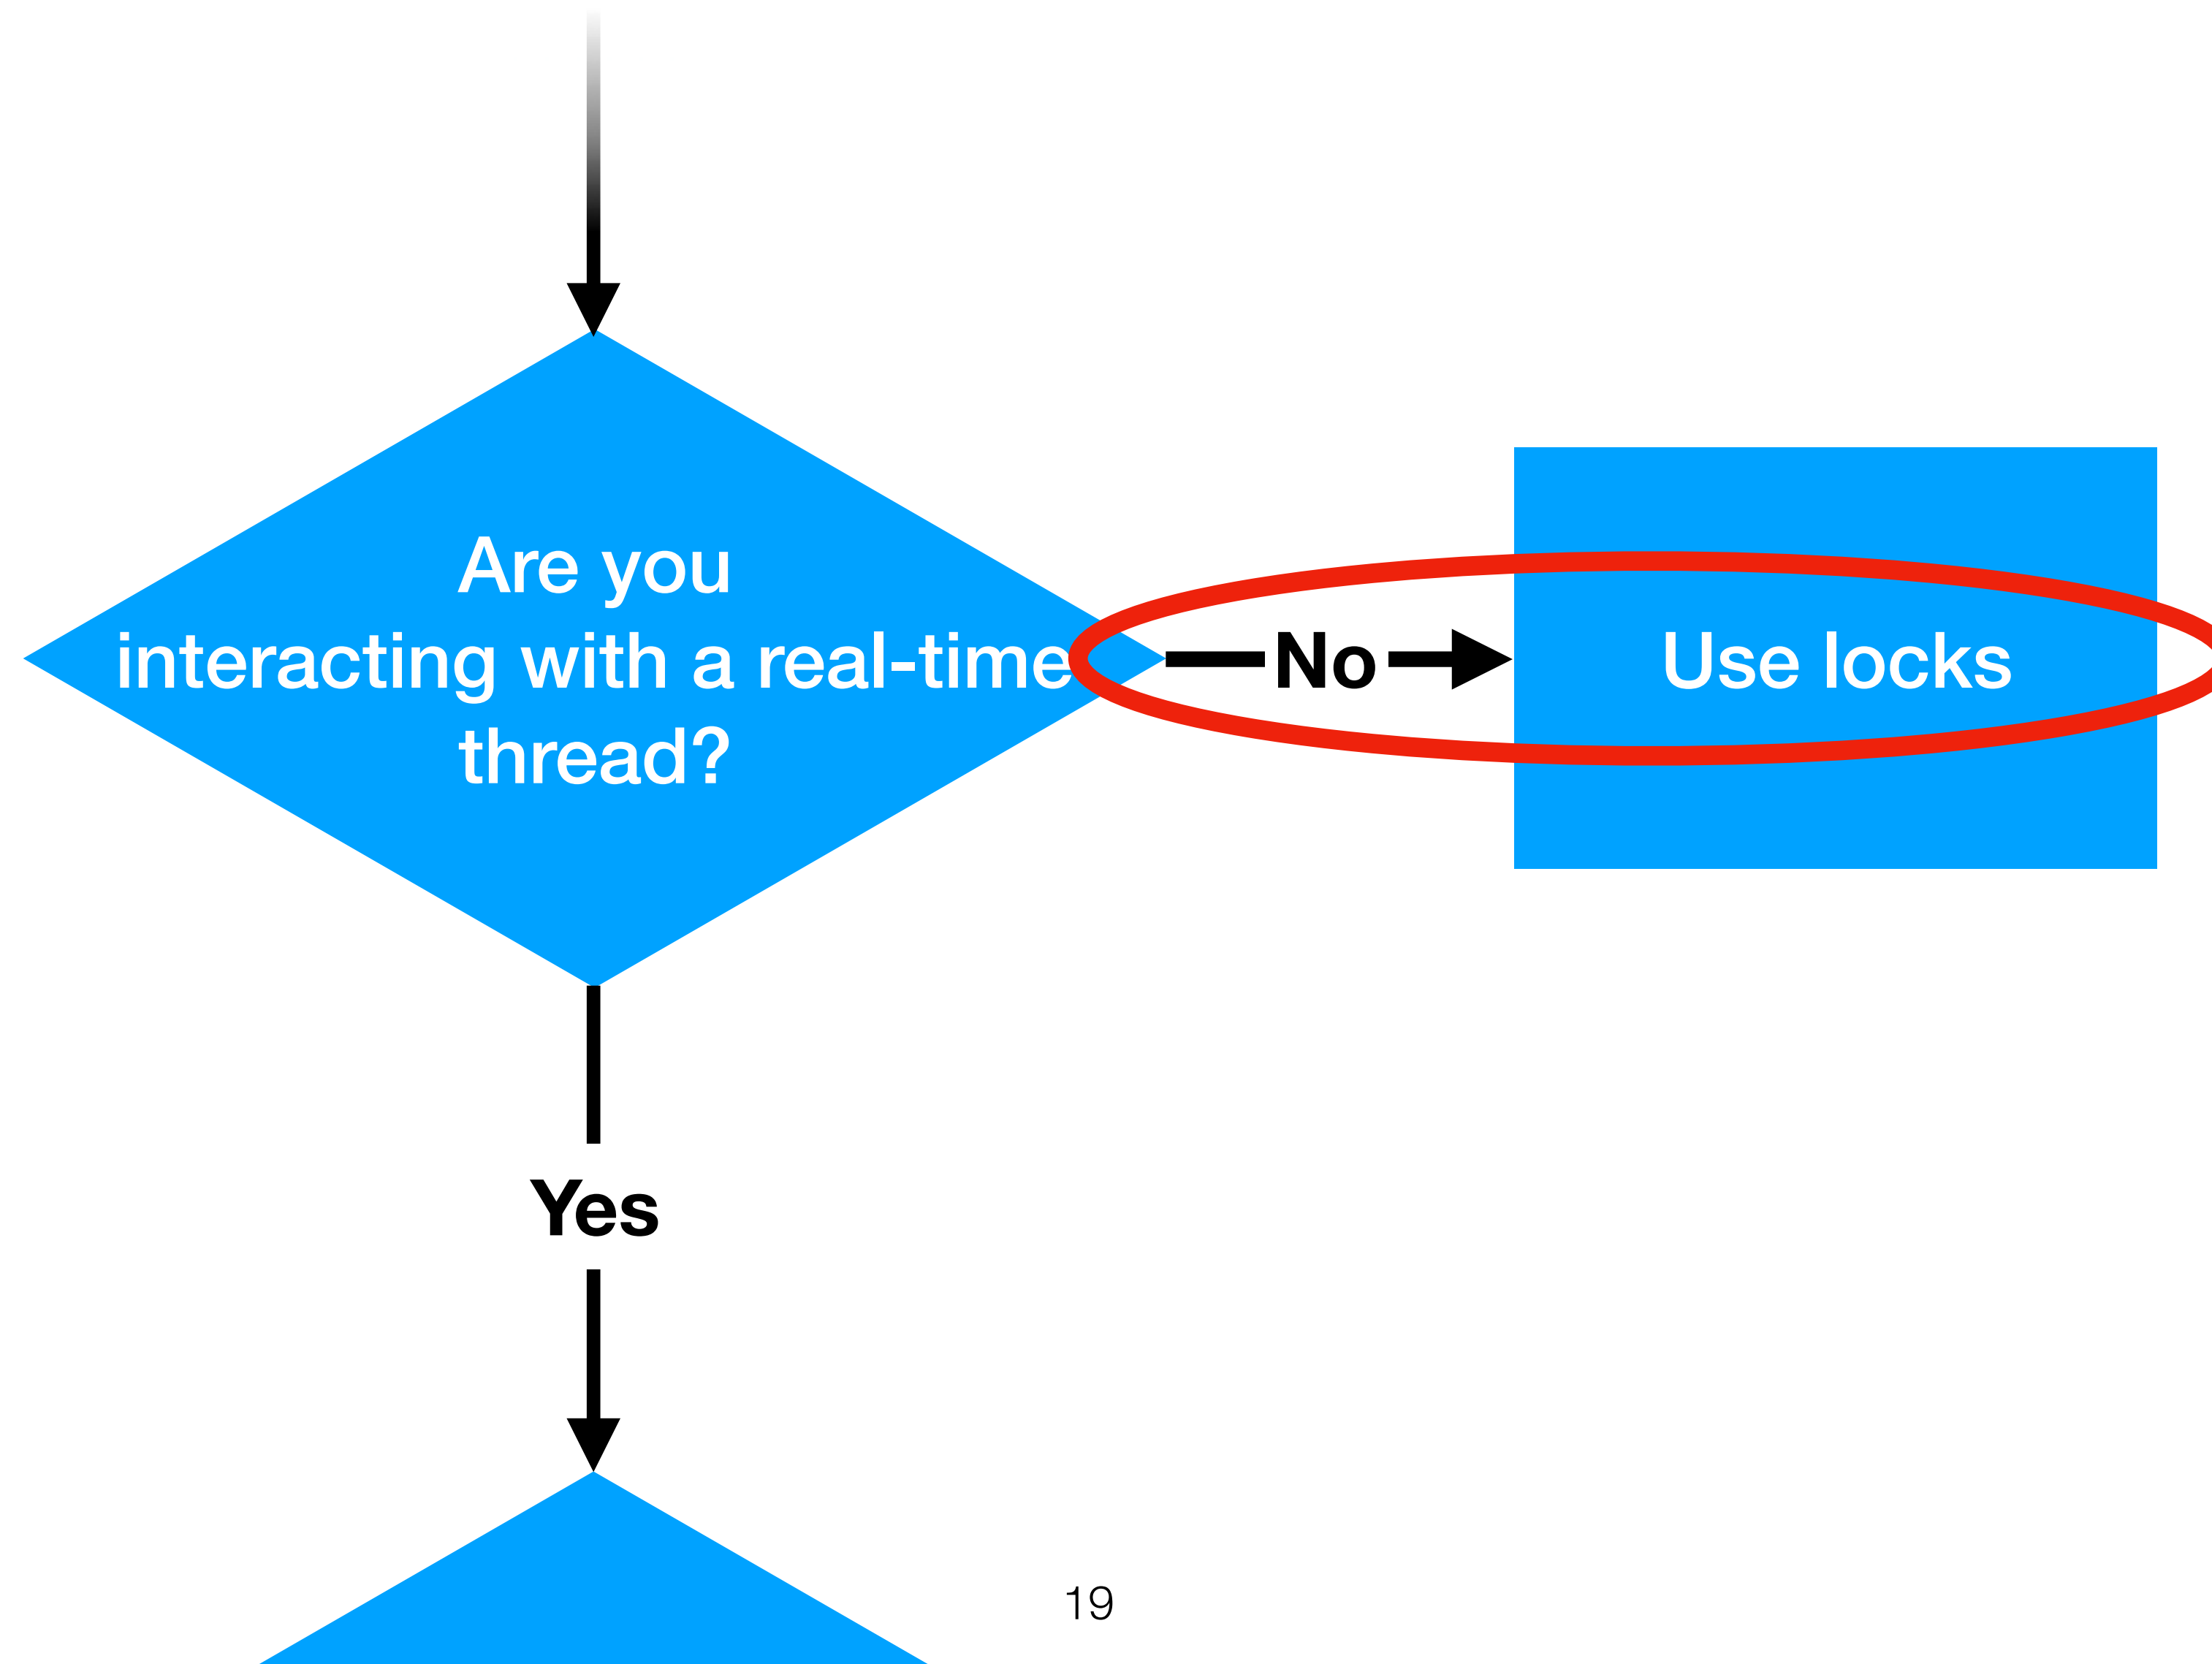 Are you
interacting with a real-time
thread?
No
Use locks
Yes
19